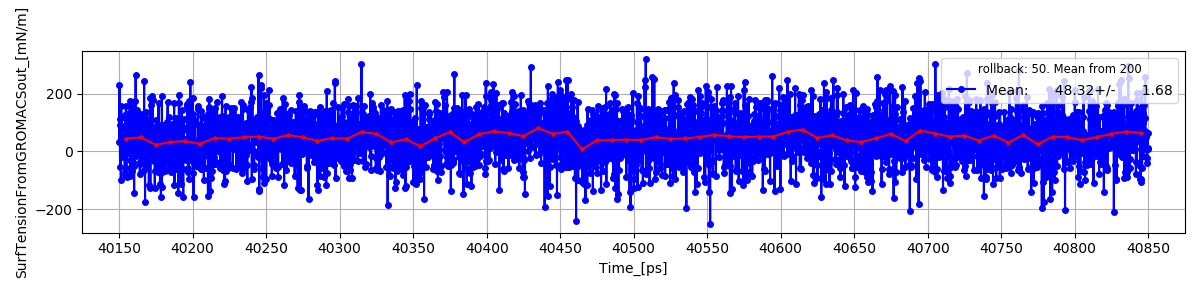 SurfTensionFromGROMACSout_[mN/m]
200
0
−200
rollback: 50. Mean from 200
Mean: 48.32+/- 1.68
40150 40200 40250 40300 40350 40400 40450 40500 40550 40600 40650 40700 40750 40800 40850
Time_[ps]